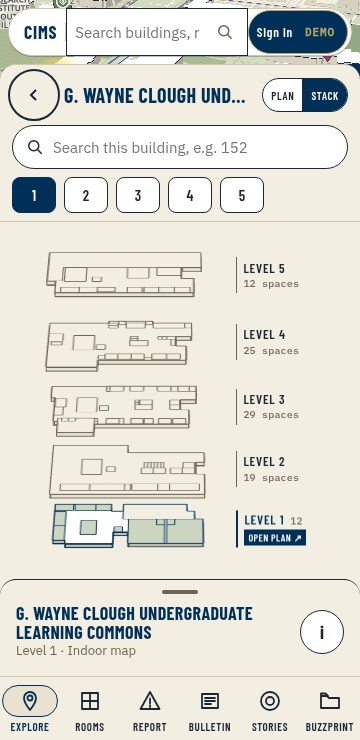 CIMS
Search buildings, r
Sign In DEMO
G. WAYNE CLOUGH UND...
PLAN STACK
Search this building, e.g. 152
1 2 3 4 5
LEVEL 5
12 spaces
LEVEL 4
25 spaces
LEVEL 3
29 spaces
LEVEL 2
19 spaces
LEVEL 1 12
OPEN PLAN ↗
G. WAYNE CLOUGH UNDERGRADUATE
LEARNING COMMONS
Level 1 · Indoor map
i
EXPLORE ROOMS REPORT BULLETIN STORIES BUZZPRINT